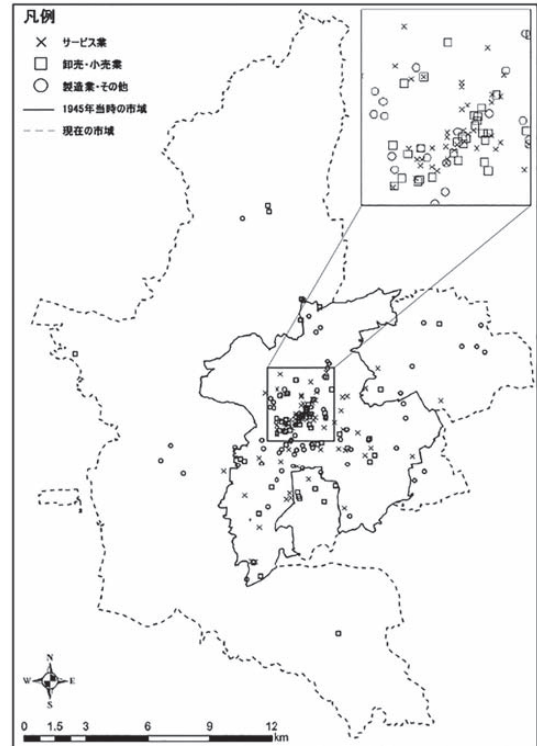 凡例
サービス業
卸売・小売業
製造業・その他
1945年当時の市域
現在の市域
N
W E
S
0 1.5 3 6 9 12
km